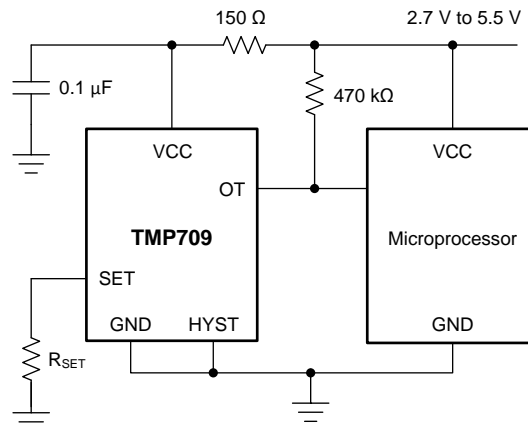 150 Ω
2.7 V to 5.5 V
0.1 µF
470 kΩ
VCC
VCC
OT
TMP709
Microprocessor
SET
GND
HYST
GND
RSET